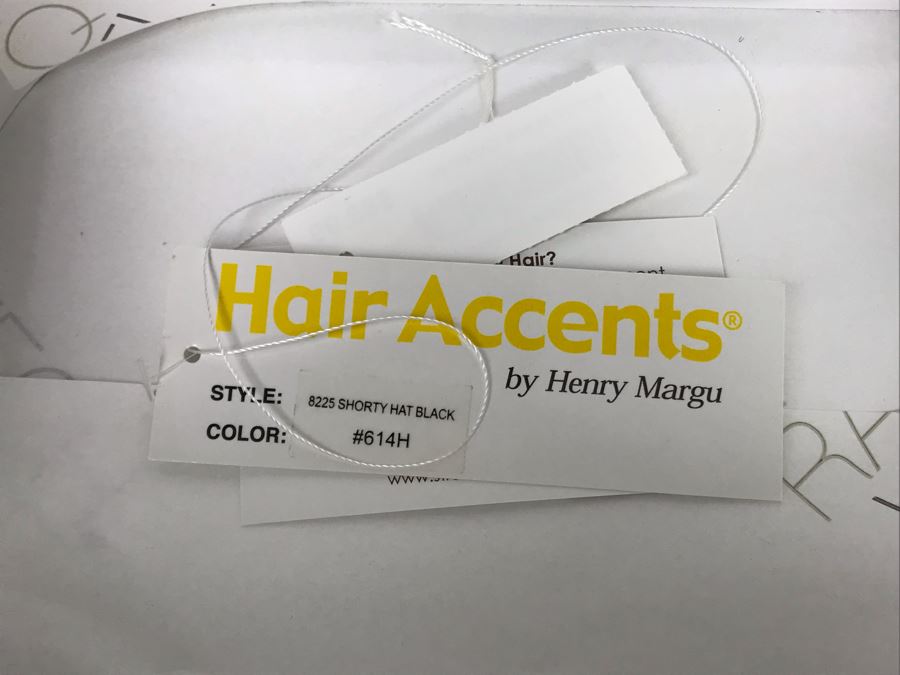 Hair?
Hair Accents®
by Henry Margu
STYLE: 8225 SHORTY HAT BLACK
COLOR: #614H